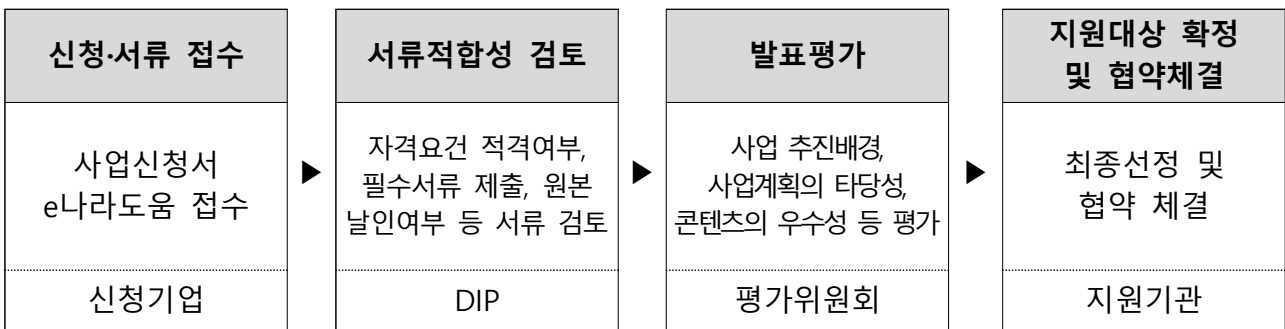 신청·서류 접수
사업신청서
e나라도움 접수
신청기업
▶
서류적합성 검토
자격요건 적격여부,
필수서류 제출, 원본
날인여부 등 서류 검토
DIP
▶
발표평가
사업 추진배경,
사업계획의 타당성,
콘텐츠의 우수성 등 평가
평가위원회
▶
지원대상 확정
및 협약체결
최종선정 및
협약 체결
지원기관